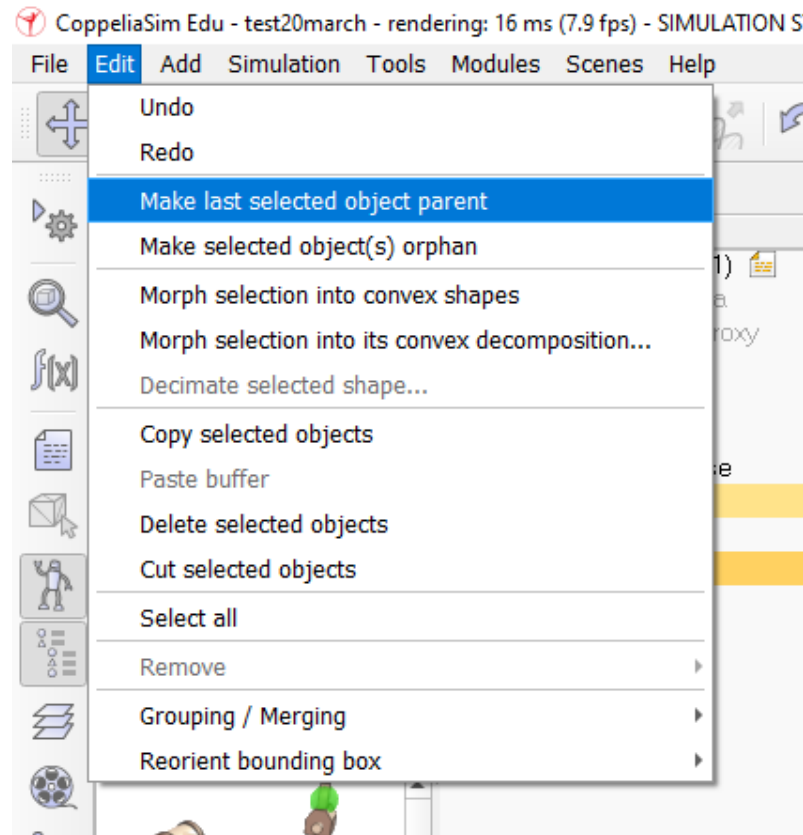 CoppeliaSim Edu - test20march - rendering: 16 ms (7.9 fps) - SIMULATION S
File Edit Add Simulation Tools Modules Scenes Help
Undo
Redo
Make last selected object parent
Make selected object(s) orphan
1)
a
Morph selection into convex shapes
roxy
Morph selection into its convex decomposition...
f(x)
Decimate selected shape...
Copy selected objects
se
Paste buffer
Delete selected objects
Cut selected objects
Select all
Remove
Grouping / Merging
Reorient bounding box